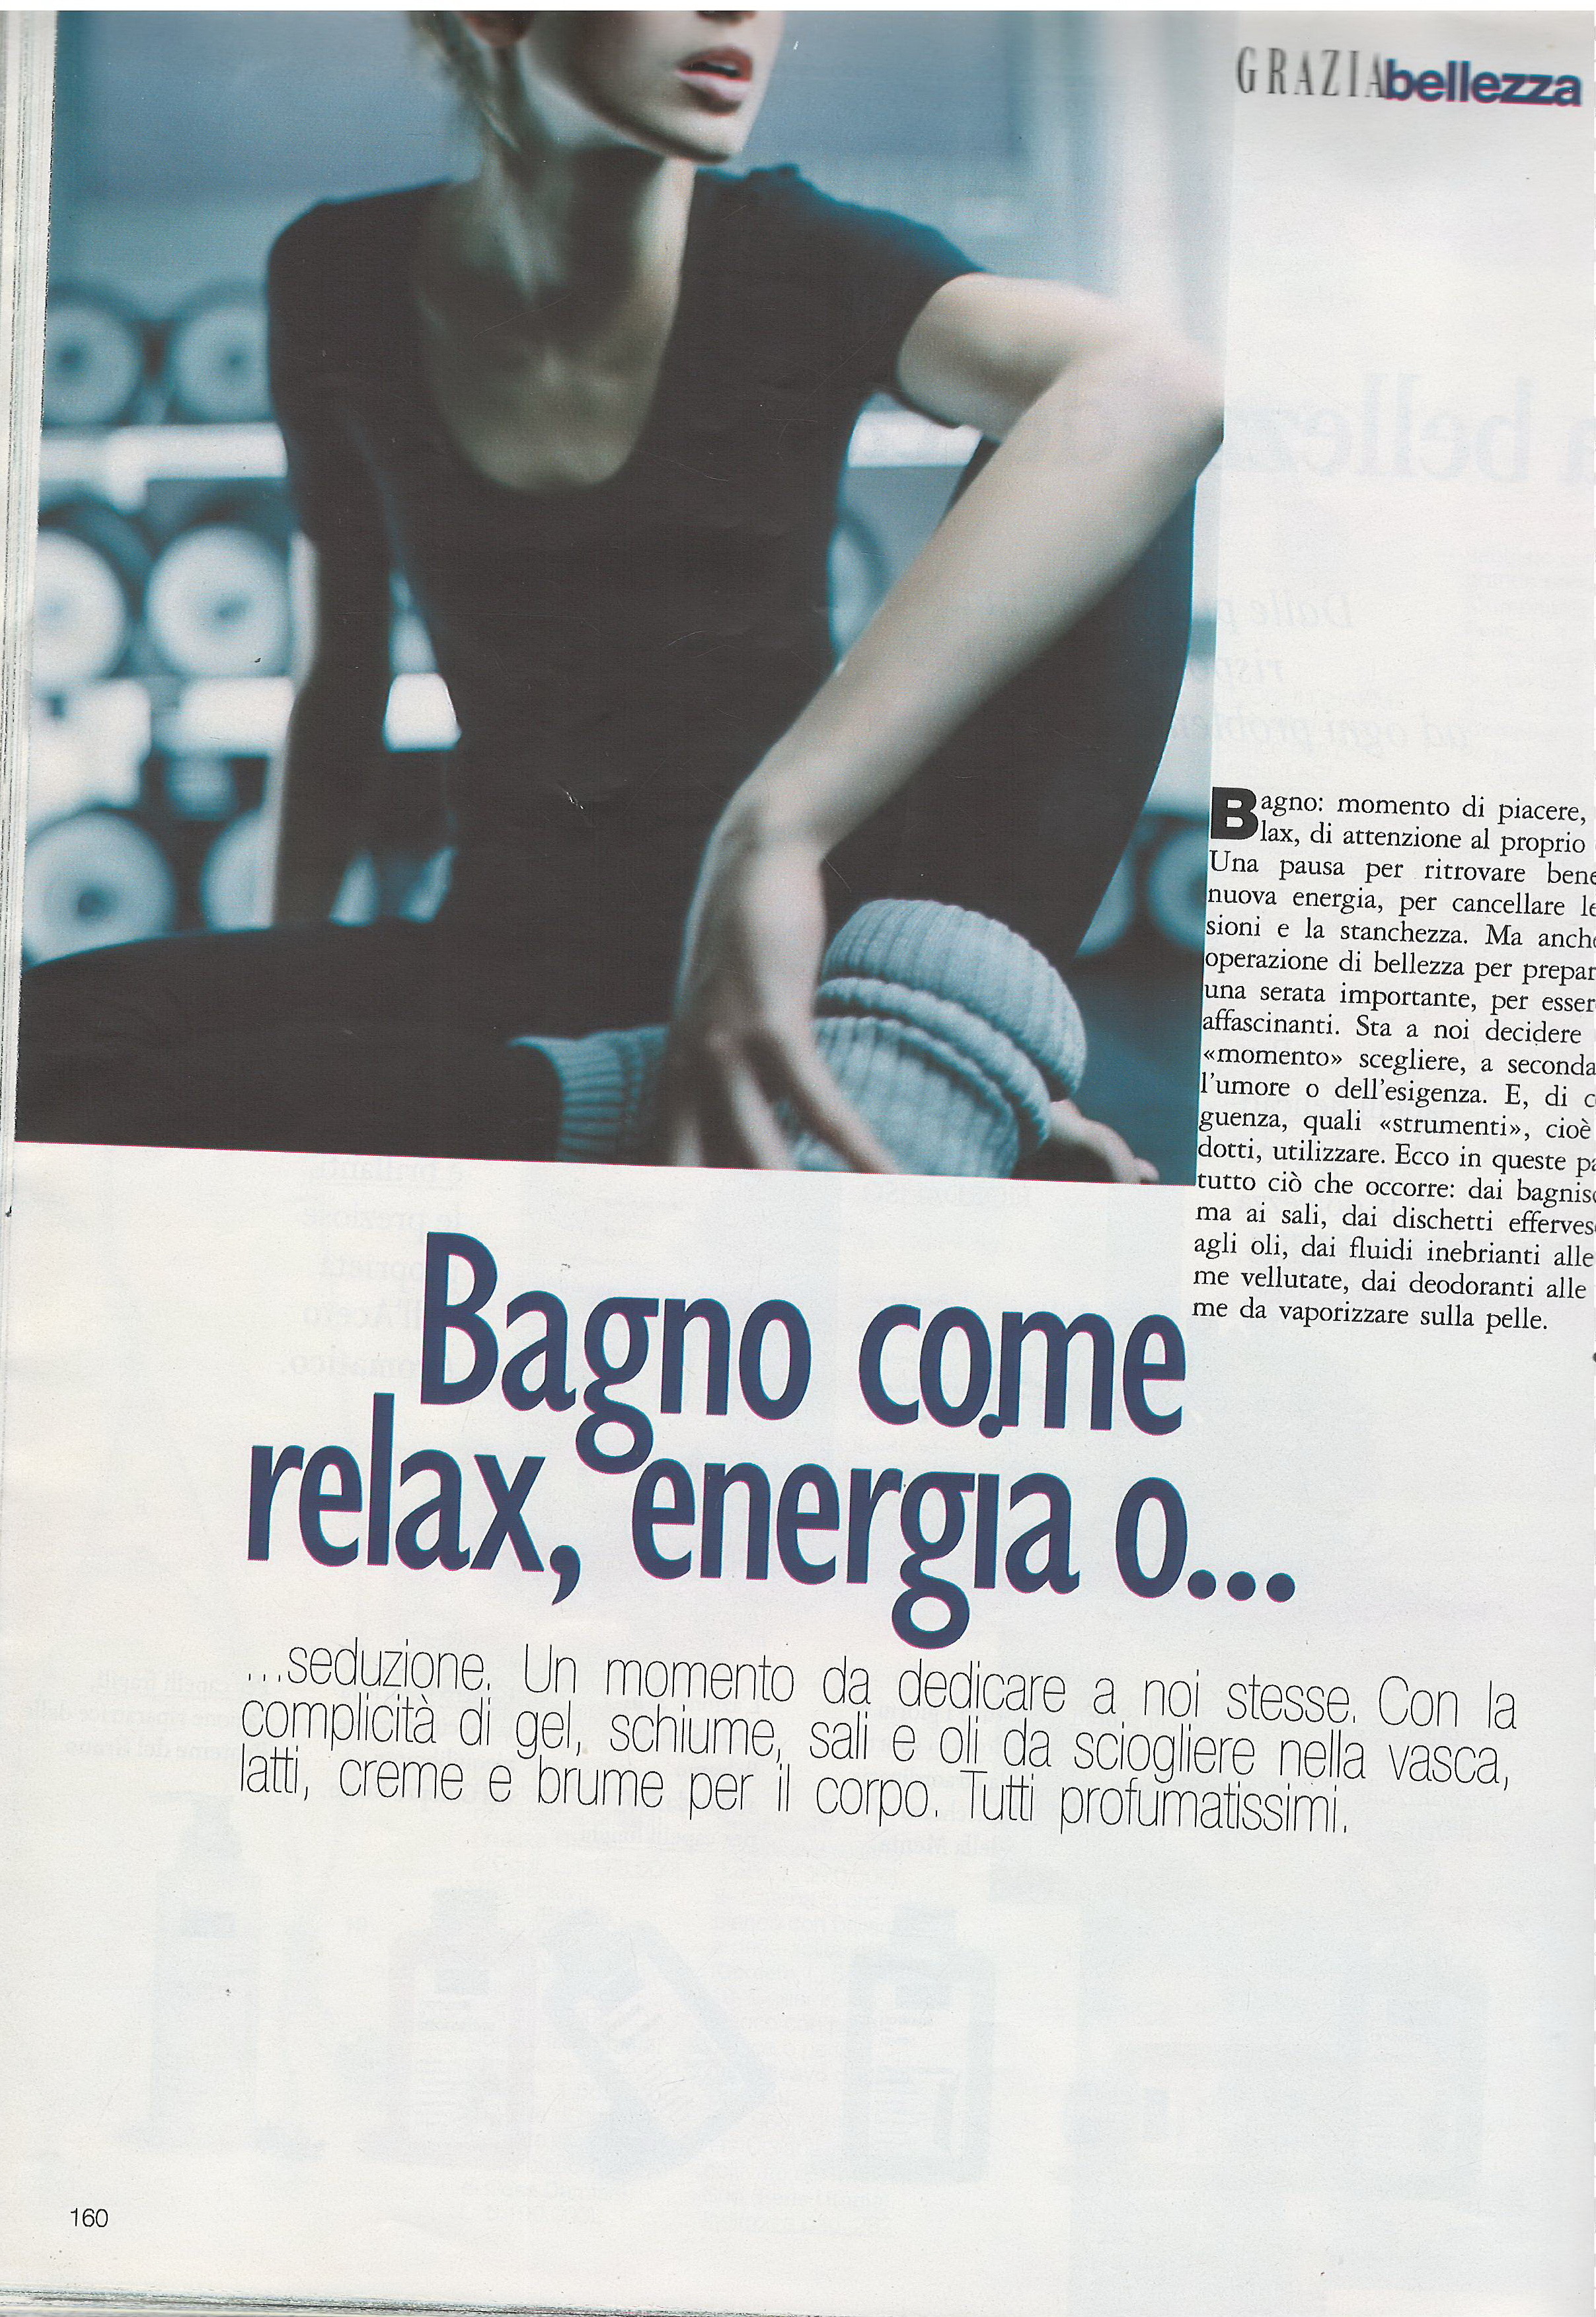 GRAZIA bellezza
Bagno: momento di piacere,
lax, di attenzione al proprio
Una pausa per ritrovare bene
nuova energia, per cancellare le
sioni e la stanchezza. Ma anche
operazione di bellezza per prepar
una serata importante, per esser
affascinanti. Sta a noi decidere
«momento» scegliere, a seconda
l'umore o dell'esigenza. E, di co
guenza, quali «strumenti», cioè
dotti, utilizzare. Ecco in queste pa
tutto ciò che occorre: dai bagnisc
ma ai sali, dai dischetti effervesc
agli oli, dai fluidi inebrianti alle
me vellutate, dai deodoranti alle
me da vaporizzare sulla pelle.
Bagno come
relax, energia o...
...seduzione. Un momento da dedicare a noi stesse. Con la
complicità di gel, schiume, sali e oli da sciogliere nella vasca,
latti, creme e brume per il corpo. Tutti profumatissimi.
160